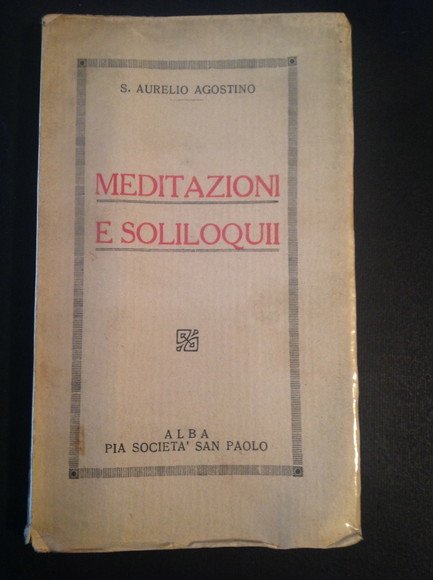 S. AURELIO AGOSTINO
MEDITAZIONI
E SOLILOQUII
ALBA
PIA SOCIETA' SAN PAOLO